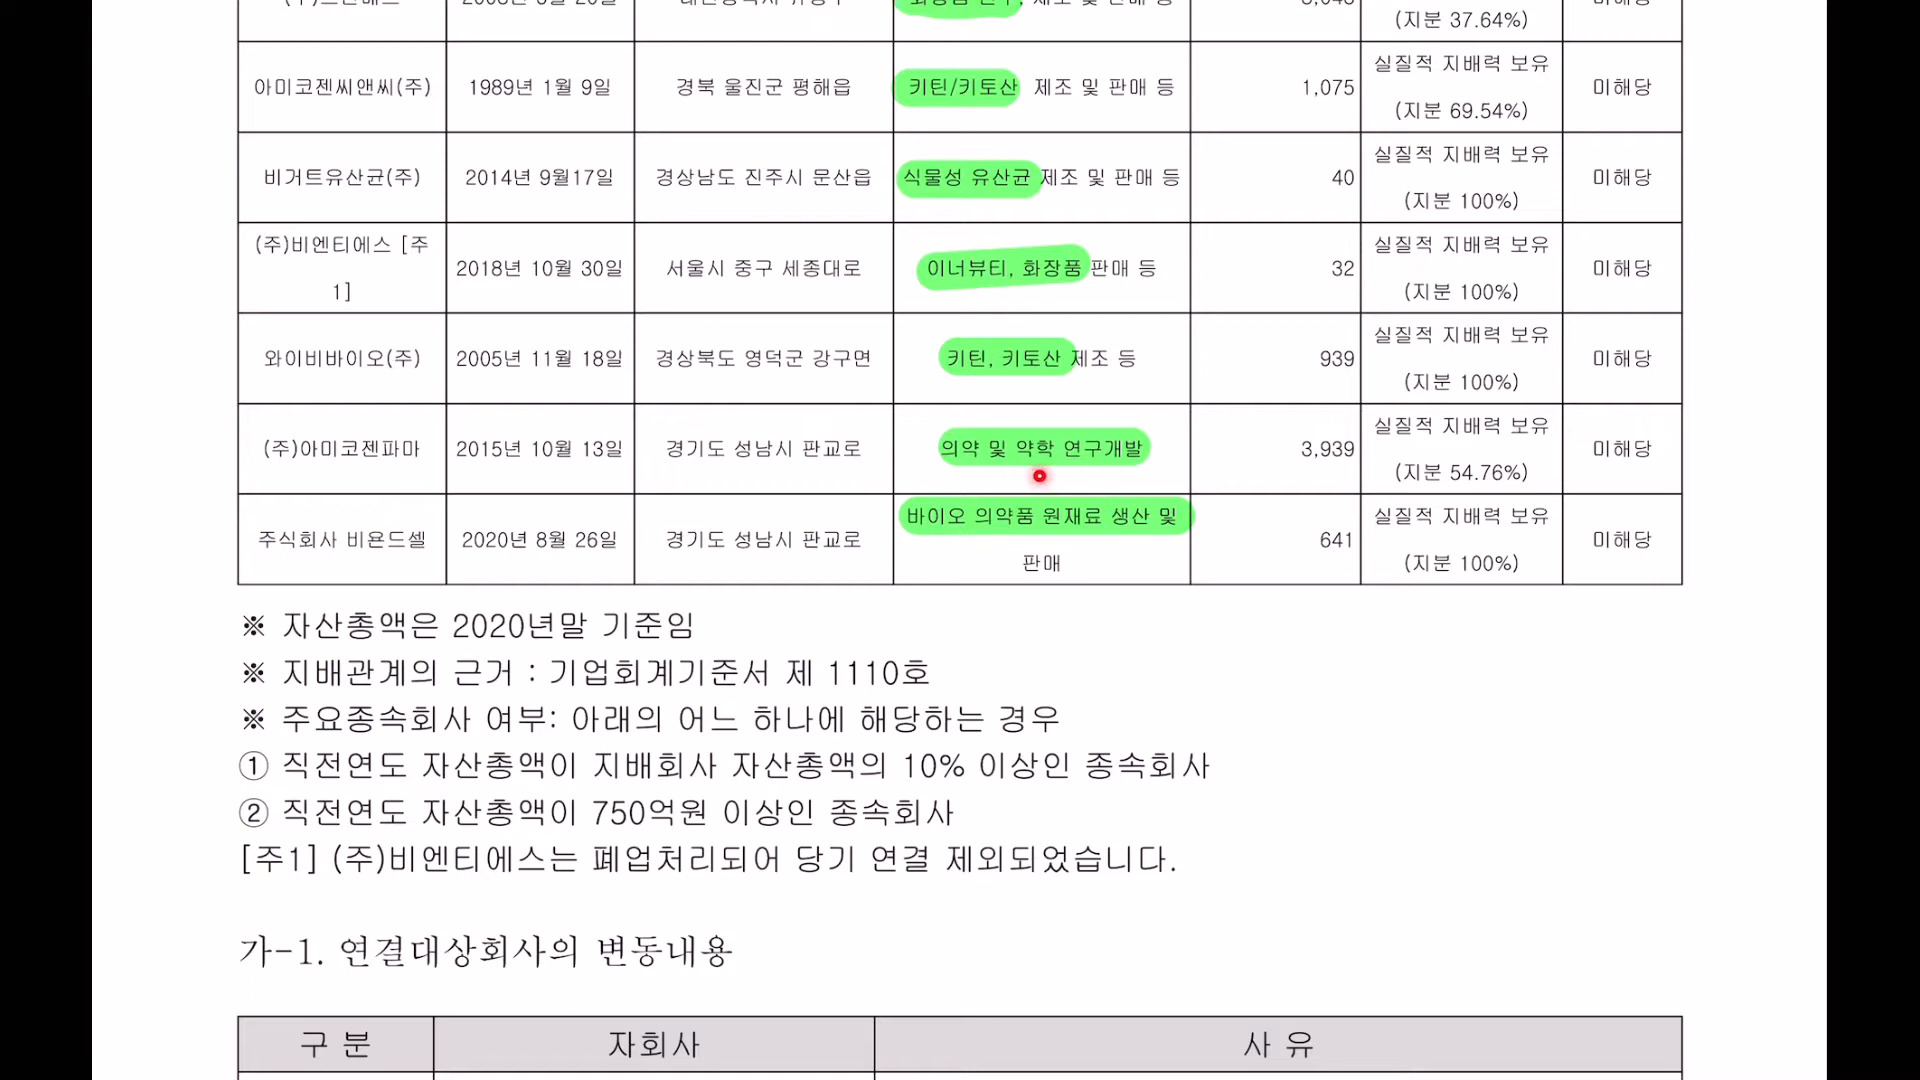 (지분 37.64%)
아미코젠씨앤씨(주) 1989년 1월 9일 경북 울진군 평해읍 키틴/키토산 제조 및 판매 등 1,075 실질적 지배력 보유 (지분 69.54%) 미해당
비거트유산균(주) 2014년 9월17일 경상남도 진주시 문산읍 식물성 유산균 제조 및 판매 등 40 실질적 지배력 보유 (지분 100%) 미해당
(주)비엔티에스 [주1] 2018년 10월 30일 서울시 중구 세종대로 이너뷰티, 화장품 판매 등 32 실질적 지배력 보유 (지분 100%) 미해당
와이비바이오(주) 2005년 11월 18일 경상북도 영덕군 강구면 키틴, 키토산 제조 등 939 실질적 지배력 보유 (지분 100%) 미해당
(주)아미코젠파마 2015년 10월 13일 경기도 성남시 판교로 의약 및 약학 연구개발 3,939 실질적 지배력 보유 (지분 54.76%) 미해당
주식회사 비욘드셀 2020년 8월 26일 경기도 성남시 판교로 바이오 의약품 원재료 생산 및 판매 641 실질적 지배력 보유 (지분 100%) 미해당
※ 자산총액은 2020년말 기준임
※ 지배관계의 근거 : 기업회계기준서 제 1110호
※ 주요종속회사 여부: 아래의 어느 하나에 해당하는 경우
① 직전연도 자산총액이 지배회사 자산총액의 10% 이상인 종속회사
② 직전연도 자산총액이 750억원 이상인 종속회사
[주1] (주)비엔티에스는 폐업처리되어 당기 연결 제외되었습니다.
가-1. 연결대상회사의 변동내용
구 분 자회사 사 유